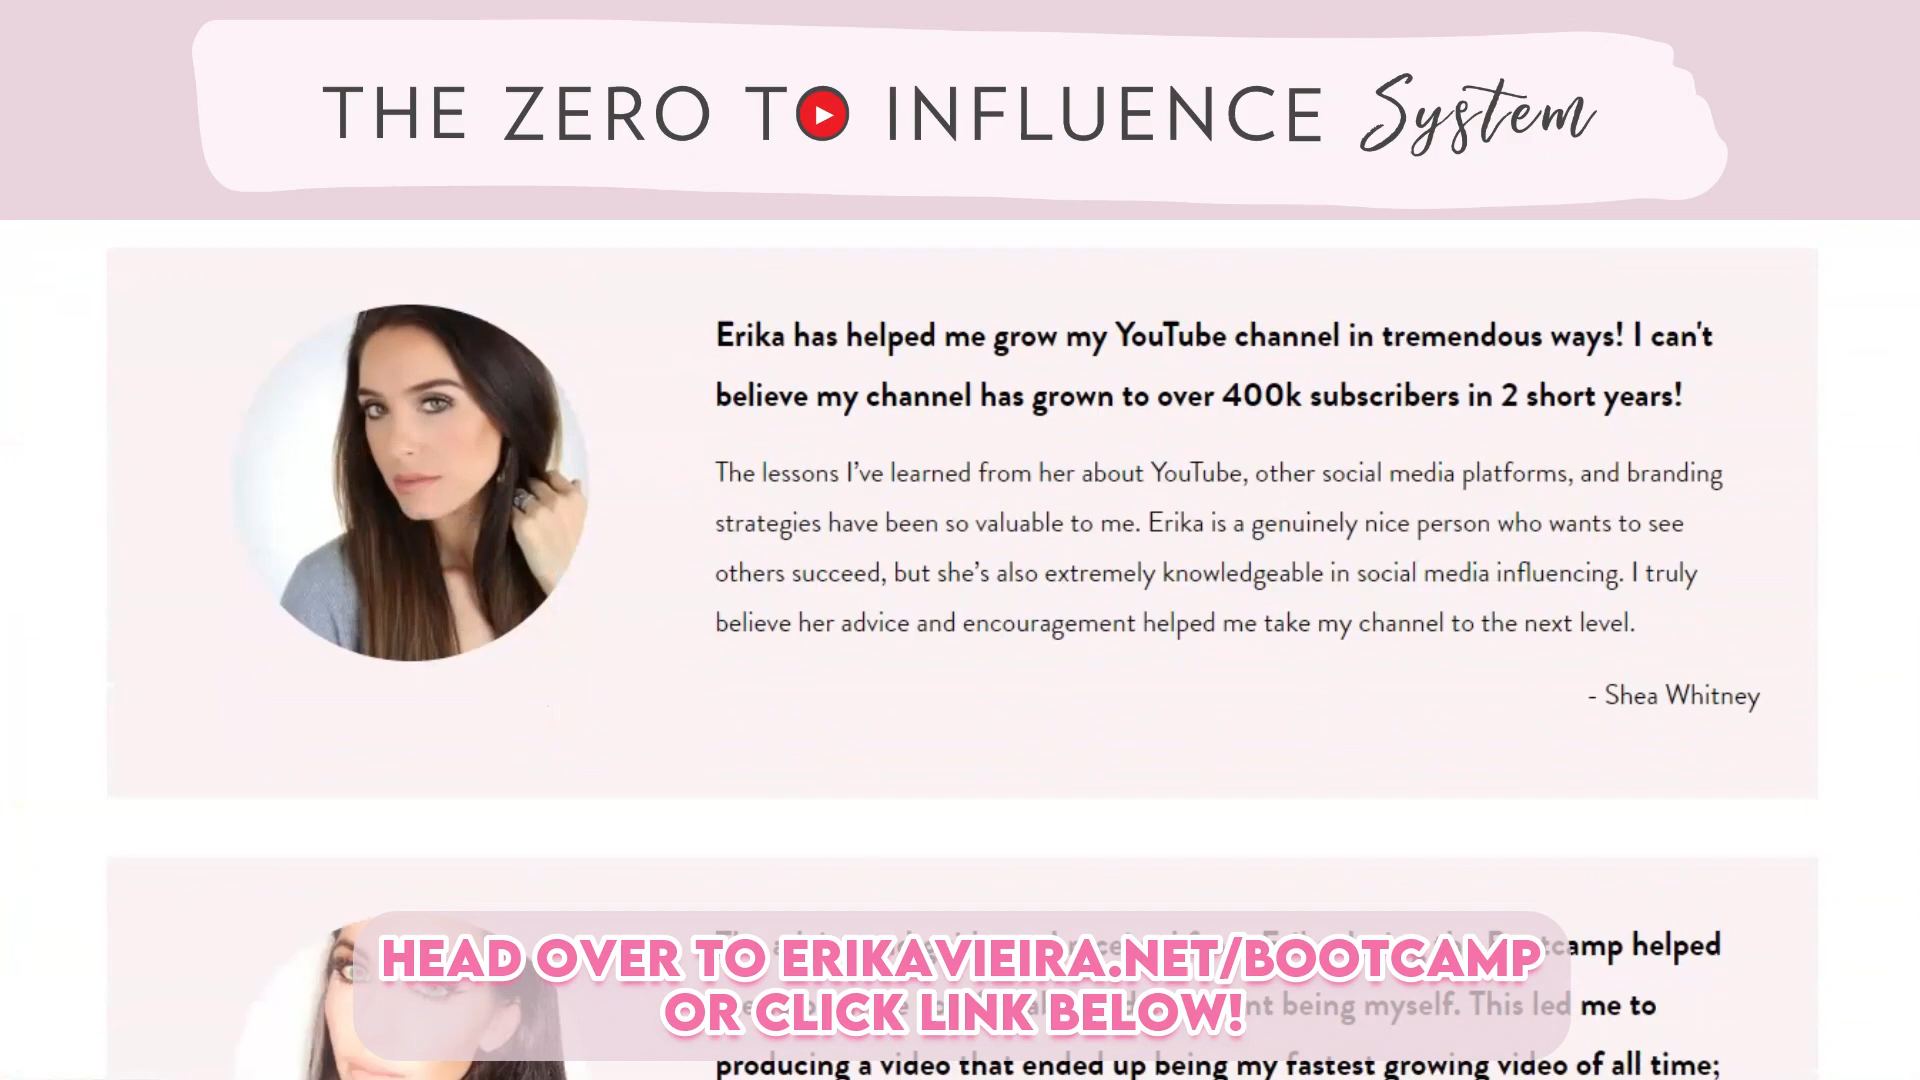 THE ZERO TO INFLUENCE System
Erika has helped me grow my YouTube channel in tremendous ways! I can't
believe my channel has grown to over 400k subscribers in 2 short years!
The lessons I’ve learned from her about YouTube, other social media platforms, and branding
strategies have been so valuable to me. Erika is a genuinely nice person who wants to see
others succeed, but she’s also extremely knowledgeable in social media influencing. I truly
believe her advice and encouragement helped me take my channel to the next level.
- Shea Whitney
helped
HEAD OVER TO ERIKAVIEIRA.NET/BOOTCAMP
being myself. This led me to
OR CLICK LINK BELOW!
producing a video that ended up being my fastest growing video of all time;